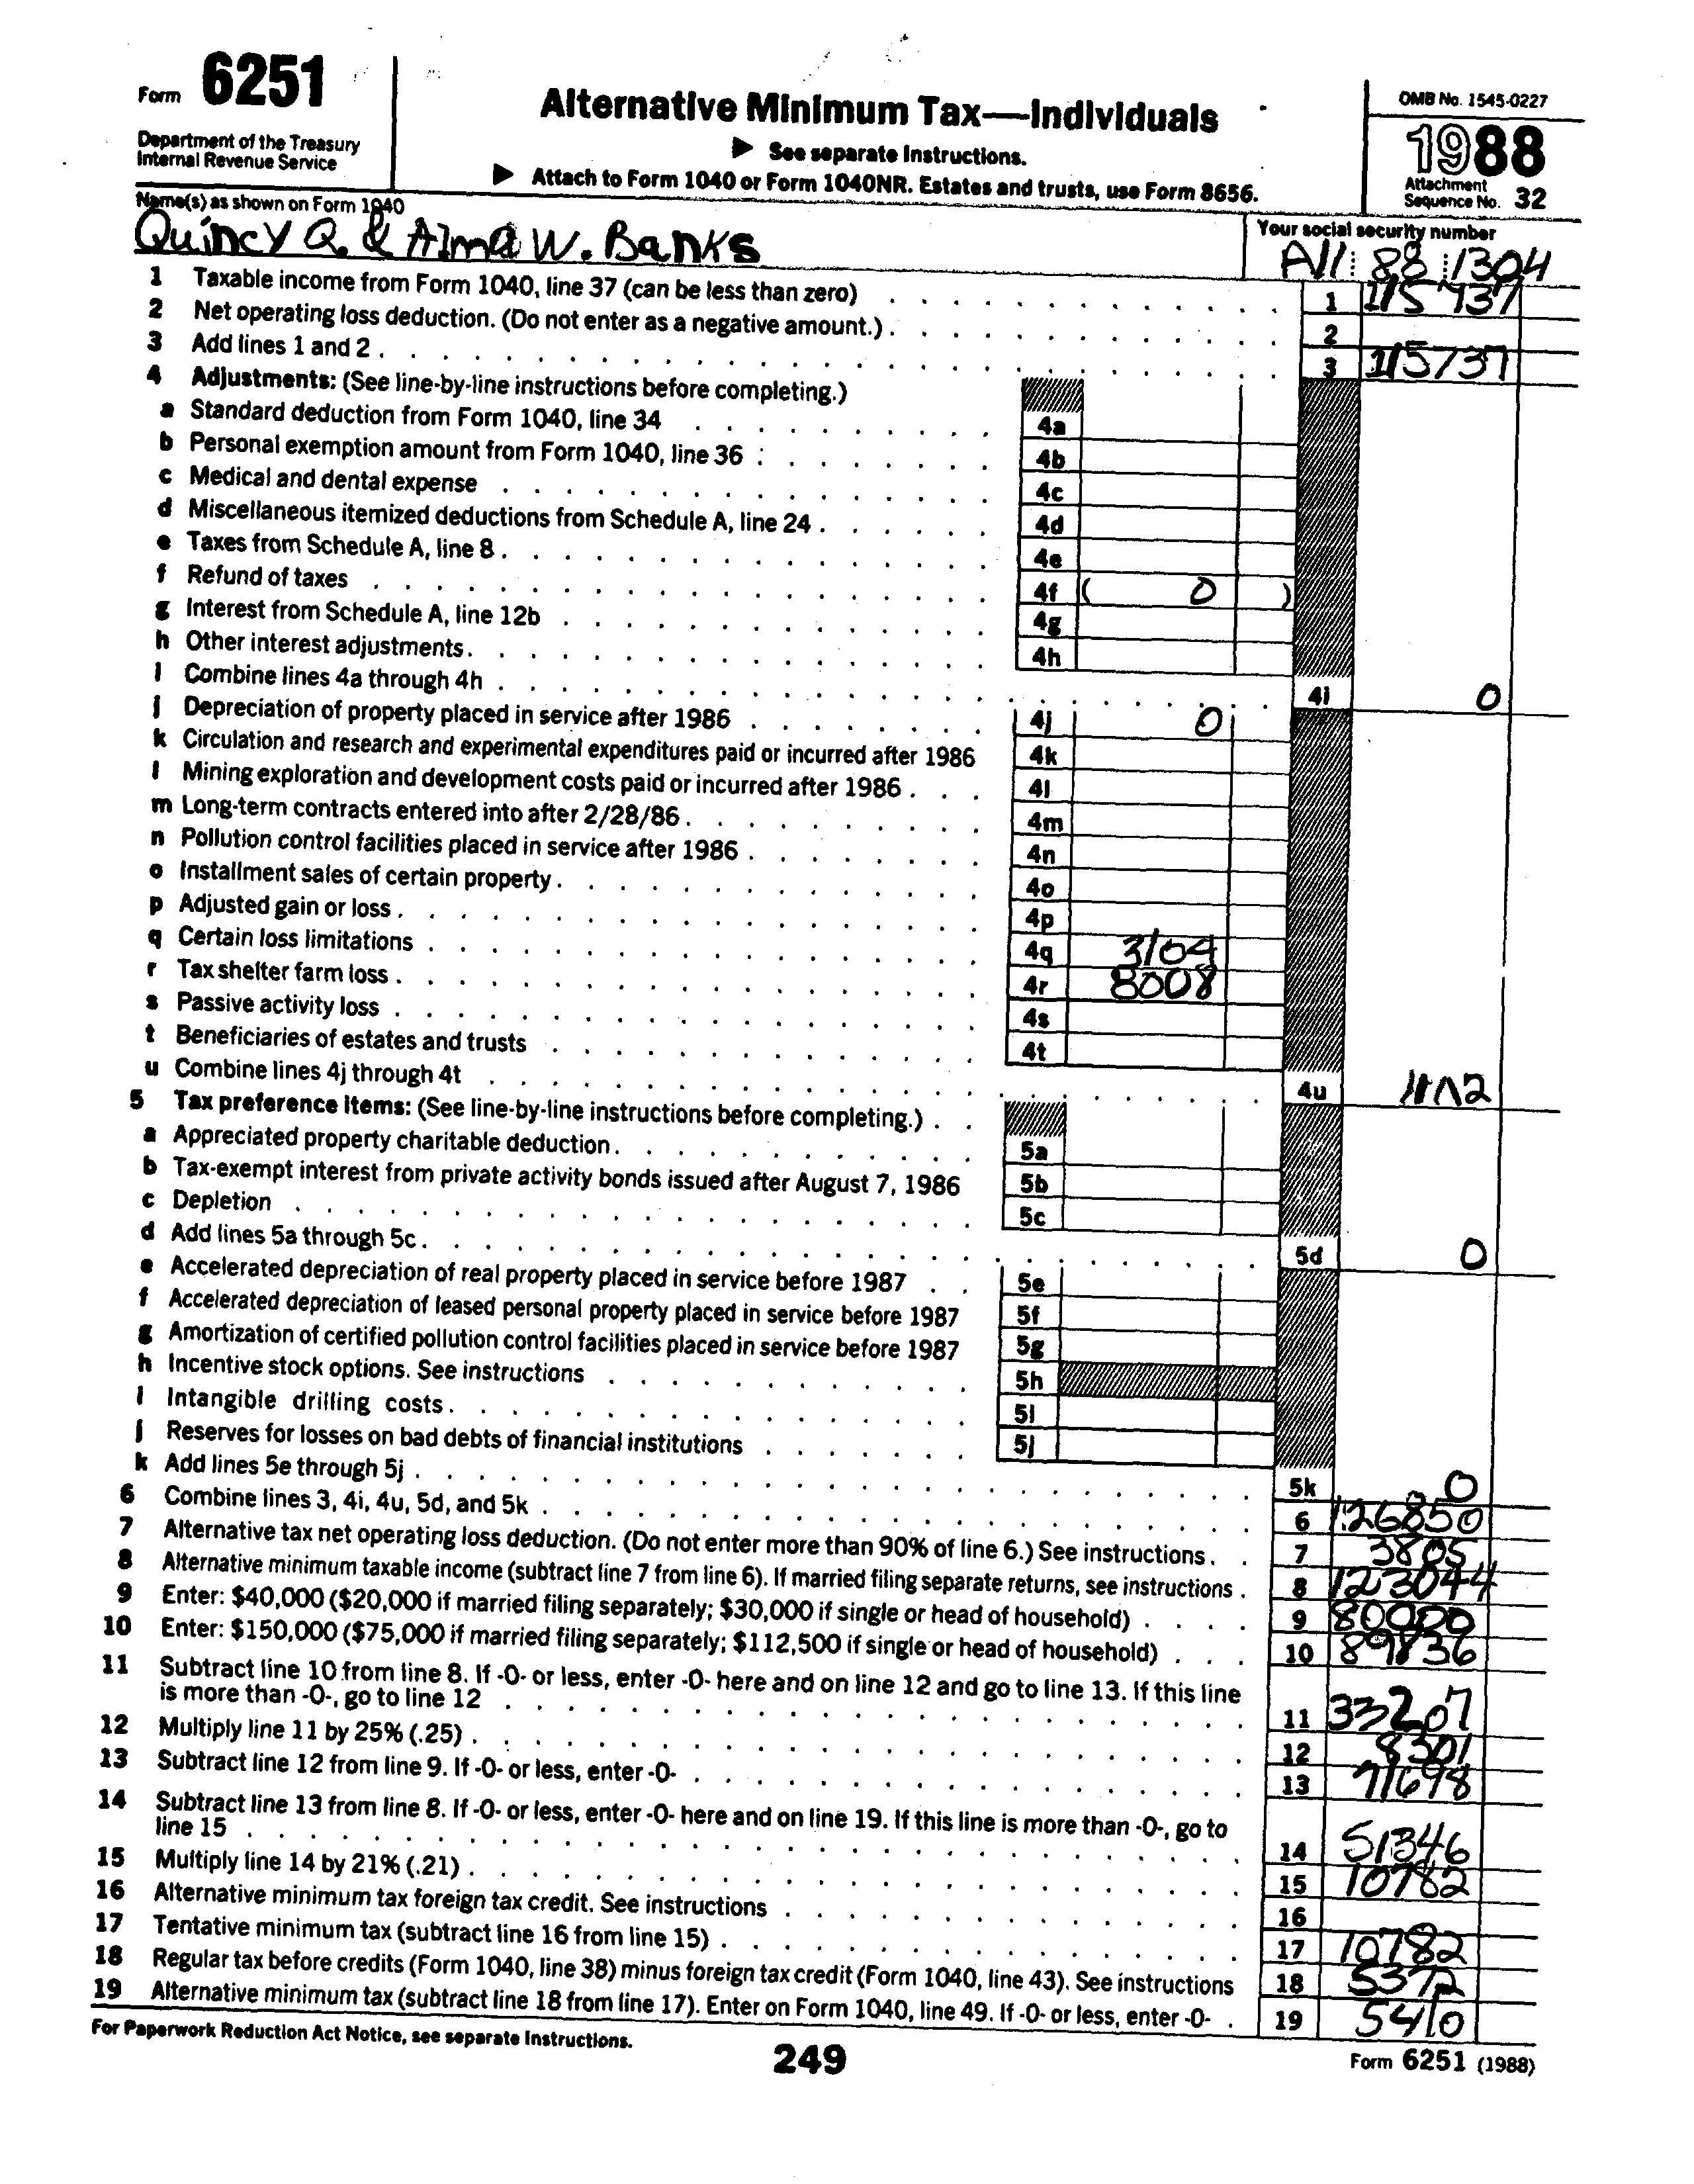 Form 6251
Department of the Treasury
Internal Revenue Service
Alternative Minimum Tax—Individuals
▶ See separate Instructions.
▶ Attach to Form 1040 or Form 1040NR. Estates and trusts, use Form 8656.
OMB No. 1545-0227
1988
Attachment
Sequence No. 32
Name(s) as shown on Form 1040
Quincy Q. & Alma W. Banks
Your social security number
88 1304
1 Taxable income from Form 1040, line 37 (can be less than zero) 1 115737
2 Net operating loss deduction. (Do not enter as a negative amount.) 2
3 Add lines 1 and 2 3 115737
4 Adjustments: (See line-by-line instructions before completing.)
a Standard deduction from Form 1040, line 34 4a
b Personal exemption amount from Form 1040, line 36 4b
c Medical and dental expense 4c
d Miscellaneous itemized deductions from Schedule A, line 24 4d
e Taxes from Schedule A, line 8 4e
f Refund of taxes 4f ( 0 )
g Interest from Schedule A, line 12b 4g
h Other interest adjustments 4h
i Combine lines 4a through 4h 4i 0
j Depreciation of property placed in service after 1986 4j 0
k Circulation and research and experimental expenditures paid or incurred after 1986 4k
l Mining exploration and development costs paid or incurred after 1986 4l
m Long-term contracts entered into after 2/28/86 4m
n Pollution control facilities placed in service after 1986 4n
o Installment sales of certain property 4o
p Adjusted gain or loss 4p
q Certain loss limitations 4q 3104
r Tax shelter farm loss 4r 8008
s Passive activity loss 4s
t Beneficiaries of estates and trusts 4t
u Combine lines 4j through 4t 4u 11112
5 Tax preference items: (See line-by-line instructions before completing.)
a Appreciated property charitable deduction 5a
b Tax-exempt interest from private activity bonds issued after August 7, 1986 5b
c Depletion 5c
d Add lines 5a through 5c 5d 0
e Accelerated depreciation of real property placed in service before 1987 5e
f Accelerated depreciation of leased personal property placed in service before 1987 5f
g Amortization of certified pollution control facilities placed in service before 1987 5g
h Incentive stock options. See instructions 5h
i Intangible drilling costs 5i
j Reserves for losses on bad debts of financial institutions 5j
k Add lines 5e through 5j 5k 0
6 Combine lines 3, 4i, 4u, 5d, and 5k 6 126850
7 Alternative tax net operating loss deduction. (Do not enter more than 90% of line 6.) See instructions 7 3805
8 Alternative minimum taxable income (subtract line 7 from line 6). If married filing separate returns, see instructions 8 123044
9 Enter: $40,000 ($20,000 if married filing separately; $30,000 if single or head of household) 9 80000
10 Enter: $150,000 ($75,000 if married filing separately; $112,500 if single or head of household) 10 89836
11 Subtract line 10 from line 8. If -0- or less, enter -0- here and on line 12 and go to line 13. If this line
is more than -0-, go to line 12 11 33207
12 Multiply line 11 by 25% (.25) 12 8301
13 Subtract line 12 from line 9. If -0- or less, enter -0- 13 71698
14 Subtract line 13 from line 8. If -0- or less, enter -0- here and on line 19. If this line is more than -0-, go to
line 15 14 51346
15 Multiply line 14 by 21% (.21) 15 10782
16 Alternative minimum tax foreign tax credit. See instructions 16
17 Tentative minimum tax (subtract line 16 from line 15) 17 10782
18 Regular tax before credits (Form 1040, line 38) minus foreign tax credit (Form 1040, line 43). See instructions 18 5372
19 Alternative minimum tax (subtract line 18 from line 17). Enter on Form 1040, line 49. If -0- or less, enter -0- 19 5410
For Paperwork Reduction Act Notice, see separate Instructions.
249
Form 6251 (1988)